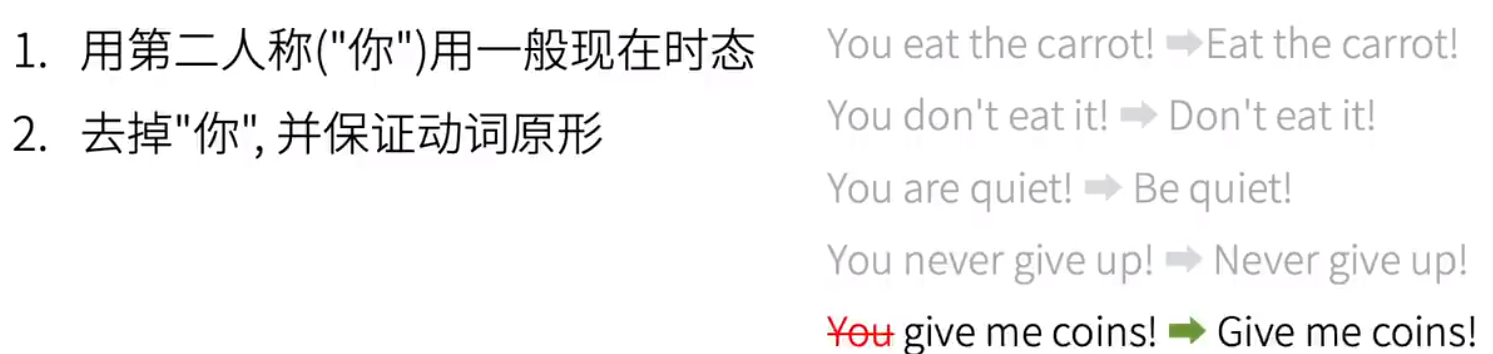 1. 用第二人称("你")用一般现在时态
2. 去掉"你", 并保证动词原形
You eat the carrot! ➡ Eat the carrot!
You don't eat it! ➡ Don't eat it!
You are quiet! ➡ Be quiet!
You never give up! ➡ Never give up!
You give me coins! ➡ Give me coins!